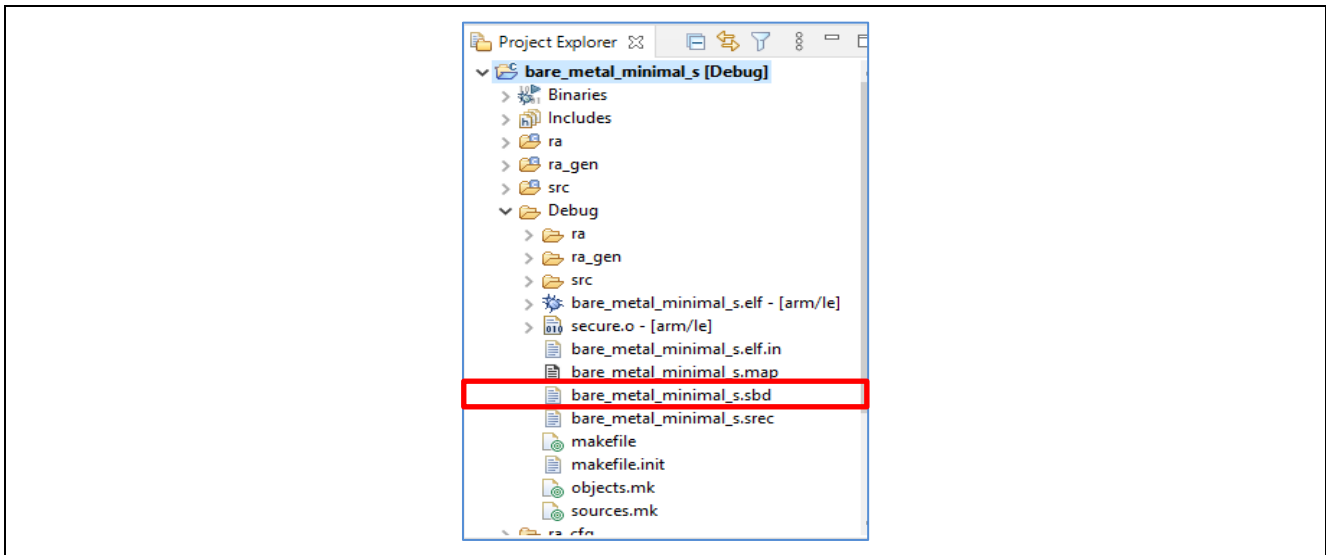 Project Explorer
bare_metal_minimal_s [Debug]
Binaries
Includes
ra
ra_gen
src
Debug
ra
ra_gen
src
bare_metal_minimal_s.elf - [arm/le]
secure.o - [arm/le]
bare_metal_minimal_s.elf.in
bare_metal_minimal_s.map
bare_metal_minimal_s.sbd
bare_metal_minimal_s.srec
makefile
makefile.init
objects.mk
sources.mk
ra_cfg